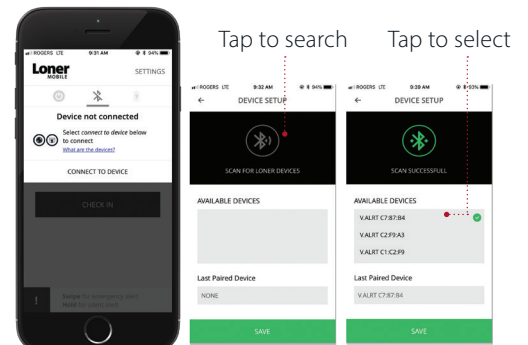 Tap to search
Tap to select
ROGERS LTE 9:31 AM 94%
Loner
MOBILE
SETTINGS
Device not connected
Select connect to device below
to connect
What are the devices?
CONNECT TO DEVICE
CHECK IN
Swipe for emergency alert
Hold for silent alert
ROGERS LTE 9:32 AM 94%
← DEVICE SETUP
SCAN FOR LONER DEVICES
AVAILABLE DEVICES
Last Paired Device
NONE
SAVE
ROGERS LTE 9:39 AM 93%
← DEVICE SETUP
SCAN SUCCESSFULL
AVAILABLE DEVICES
V.ALRT C7:87:B4
V.ALRT C2:F9:A3
V.ALRT C1:C2:F9
Last Paired Device
V.ALRT C7:87:B4
SAVE